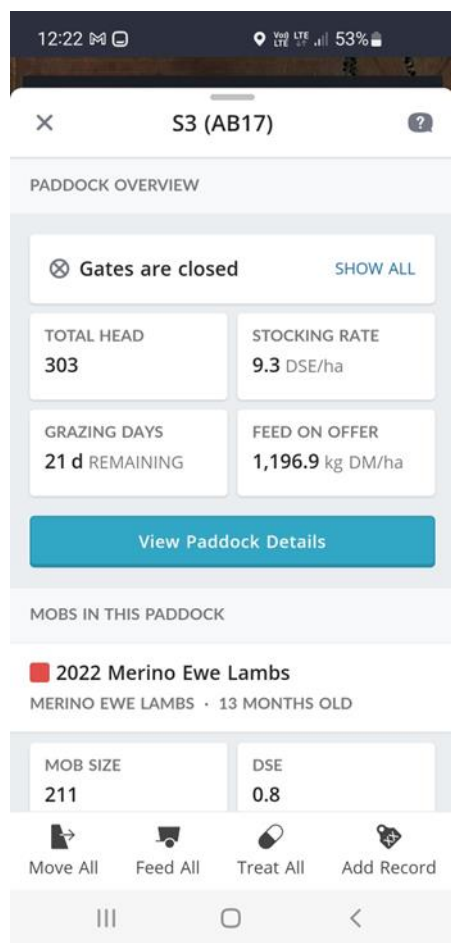 12:22 Vo) LTE LTE 53%
S3 (AB17)
?
PADDOCK OVERVIEW
Gates are closed SHOW ALL
TOTAL HEAD STOCKING RATE
303 9.3 DSE/ha
GRAZING DAYS FEED ON OFFER
21 d REMAINING 1,196.9 kg DM/ha
View Paddock Details
MOBS IN THIS PADDOCK
2022 Merino Ewe Lambs
MERINO EWE LAMBS · 13 MONTHS OLD
MOB SIZE DSE
211 0.8
Move All Feed All Treat All Add Record